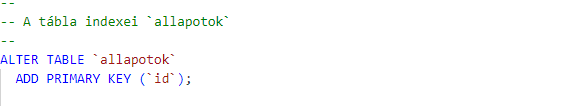 --
-- A tábla indexei `allapotok`
--
ALTER TABLE `allapotok`
  ADD PRIMARY KEY (`id`);